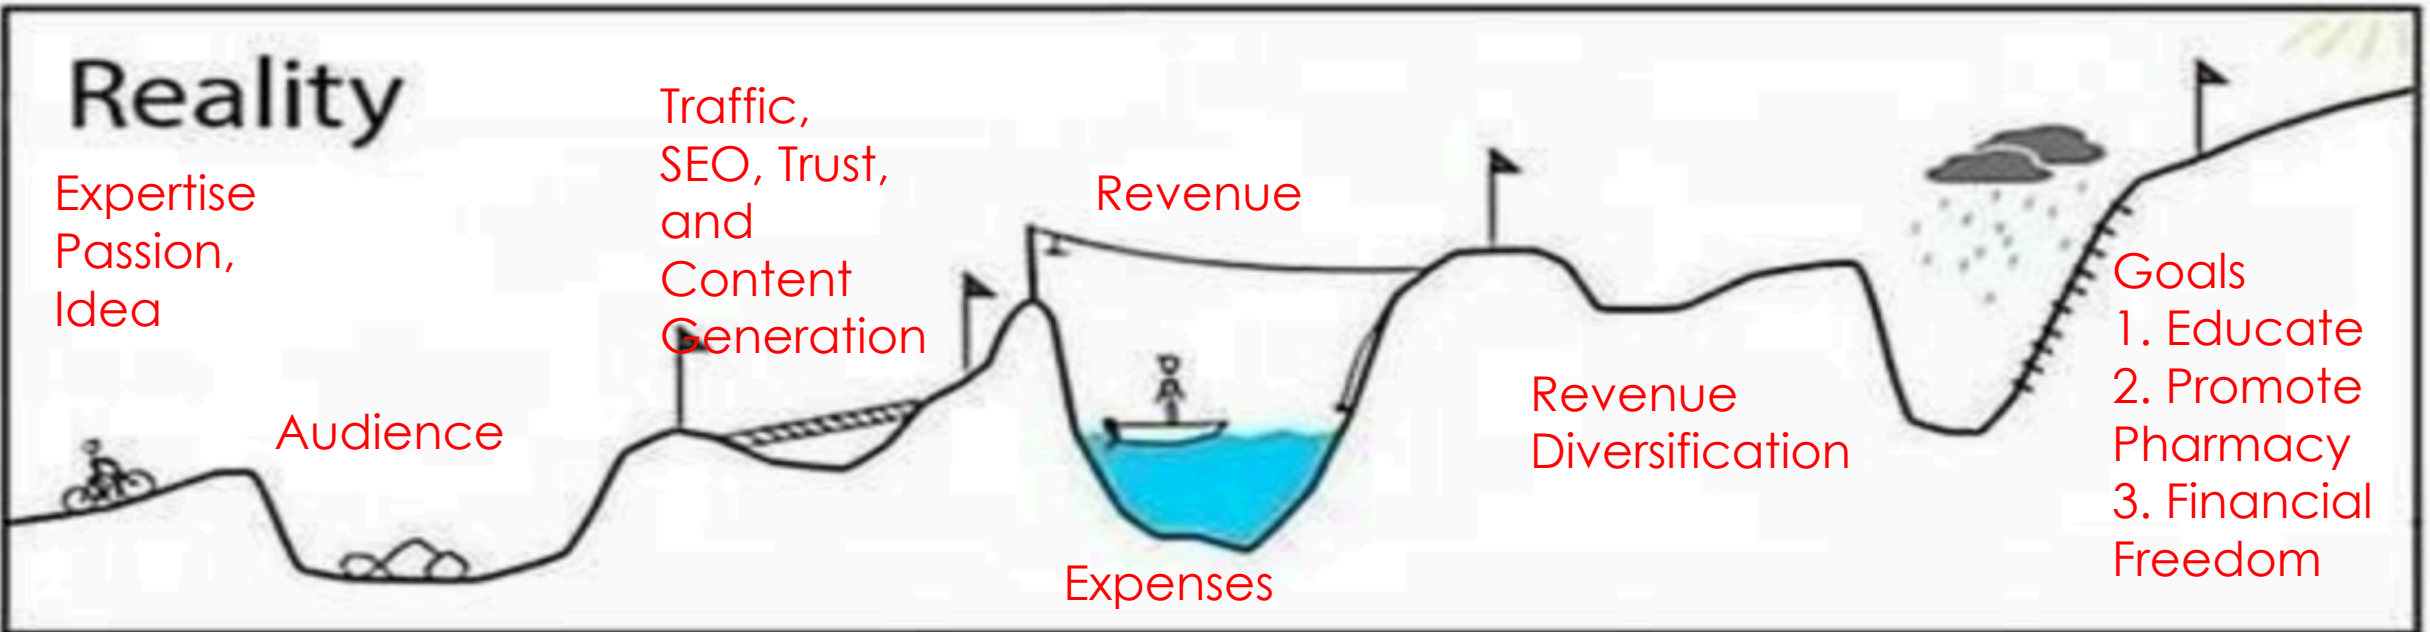 Reality
Expertise
Passion,
Idea
Audience
Traffic,
SEO, Trust,
and
Content
Generation
Revenue
Expenses
Revenue
Diversification
Goals
1. Educate
2. Promote
Pharmacy
3. Financial
Freedom